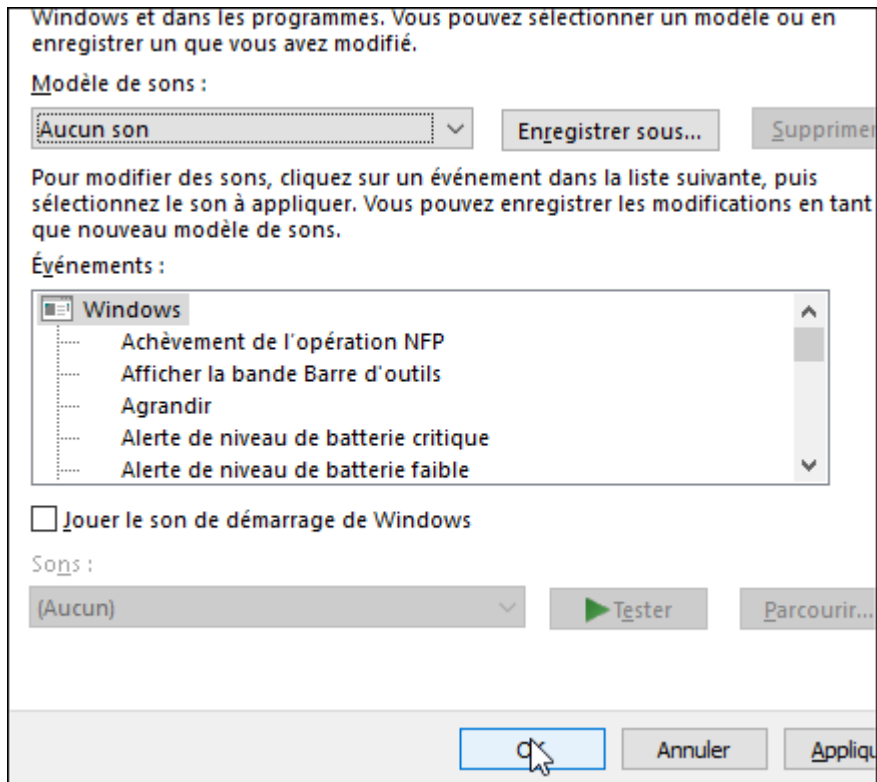 Windows et dans les programmes. Vous pouvez sélectionner un modèle ou en
enregistrer un que vous avez modifié.
Modèle de sons :
Aucun son
Enregistrer sous...
Supprimer
Pour modifier des sons, cliquez sur un événement dans la liste suivante, puis
sélectionnez le son à appliquer. Vous pouvez enregistrer les modifications en tant
que nouveau modèle de sons.
Événements :
Windows
Achèvement de l'opération NFP
Afficher la bande Barre d'outils
Agrandir
Alerte de niveau de batterie critique
Alerte de niveau de batterie faible
Jouer le son de démarrage de Windows
Sons :
(Aucun)
Tester
Parcourir...
OK
Annuler
Appliqu